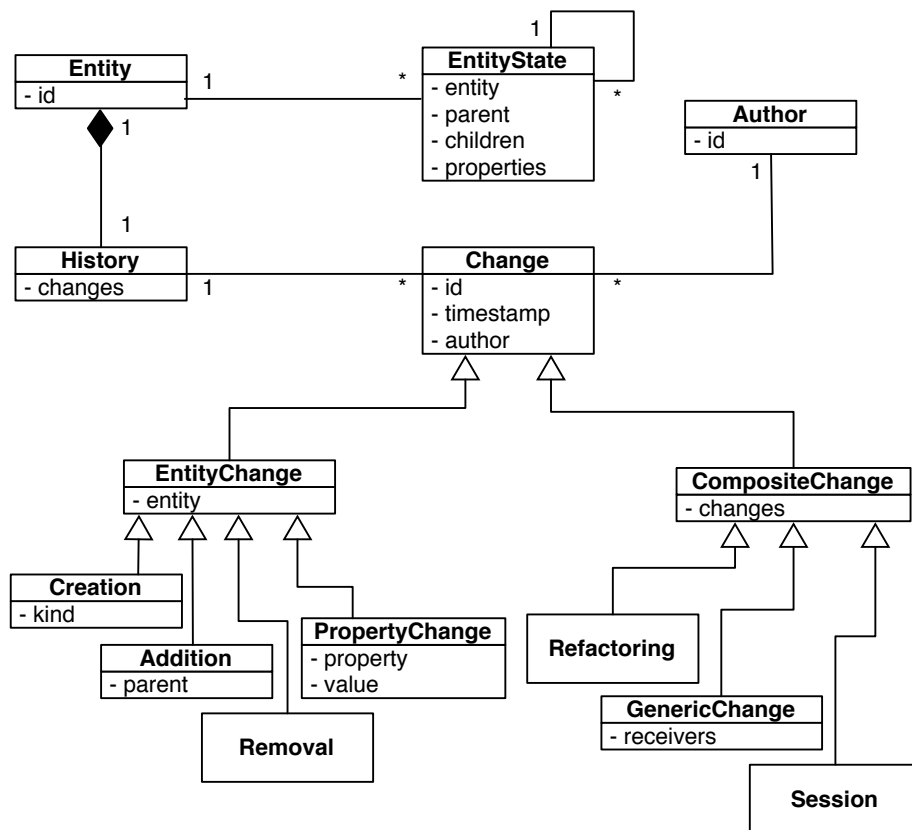 1
EntityState
*
Entity
- id
1
*
- entity
- parent
- children
- properties
Author
- id
1
1
1
History
- changes
1
*
Change
- id
- timestamp
- author
*
EntityChange
- entity
CompositeChange
- changes
Creation
- kind
Addition
- parent
PropertyChange
- property
- value
Removal
Refactoring
GenericChange
- receivers
Session